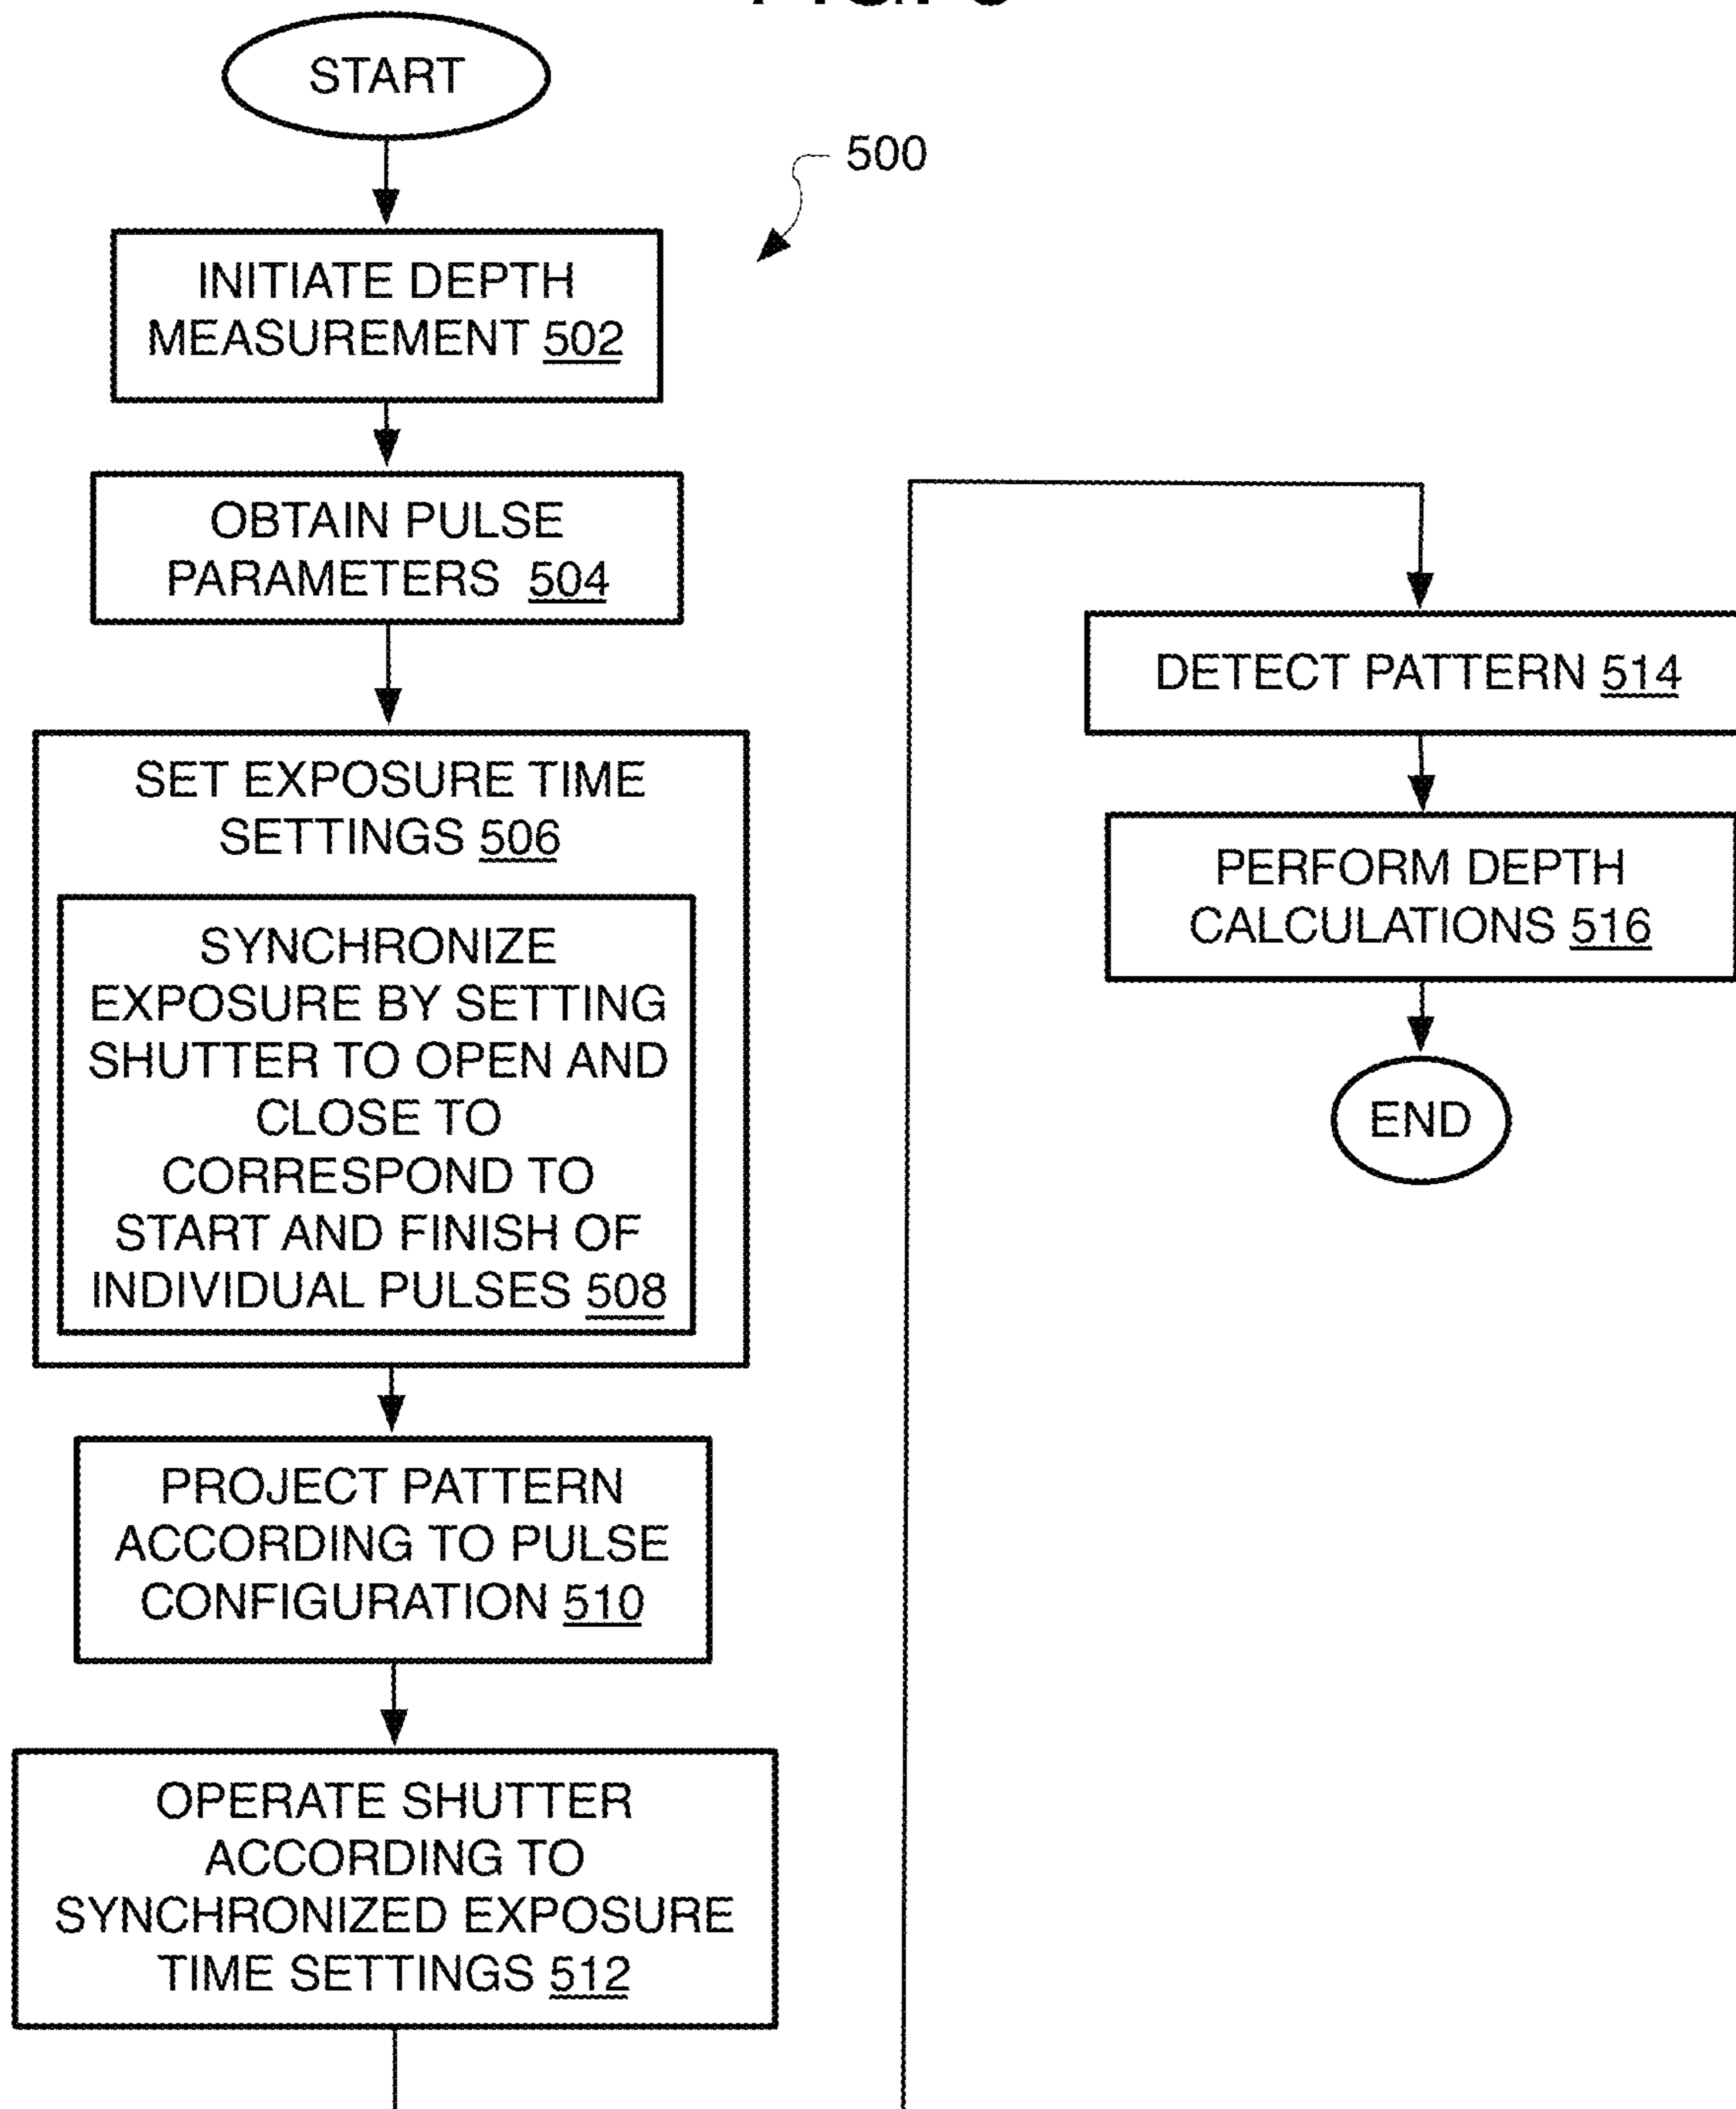 START
500
INITIATE DEPTH
MEASUREMENT 502
OBTAIN PULSE
PARAMETERS 504
SET EXPOSURE TIME
SETTINGS 506
SYNCHRONIZE
EXPOSURE BY SETTING
SHUTTER TO OPEN AND
CLOSE TO
CORRESPOND TO
START AND FINISH OF
INDIVIDUAL PULSES 508
PROJECT PATTERN
ACCORDING TO PULSE
CONFIGURATION 510
OPERATE SHUTTER
ACCORDING TO
SYNCHRONIZED EXPOSURE
TIME SETTINGS 512
DETECT PATTERN 514
PERFORM DEPTH
CALCULATIONS 516
END